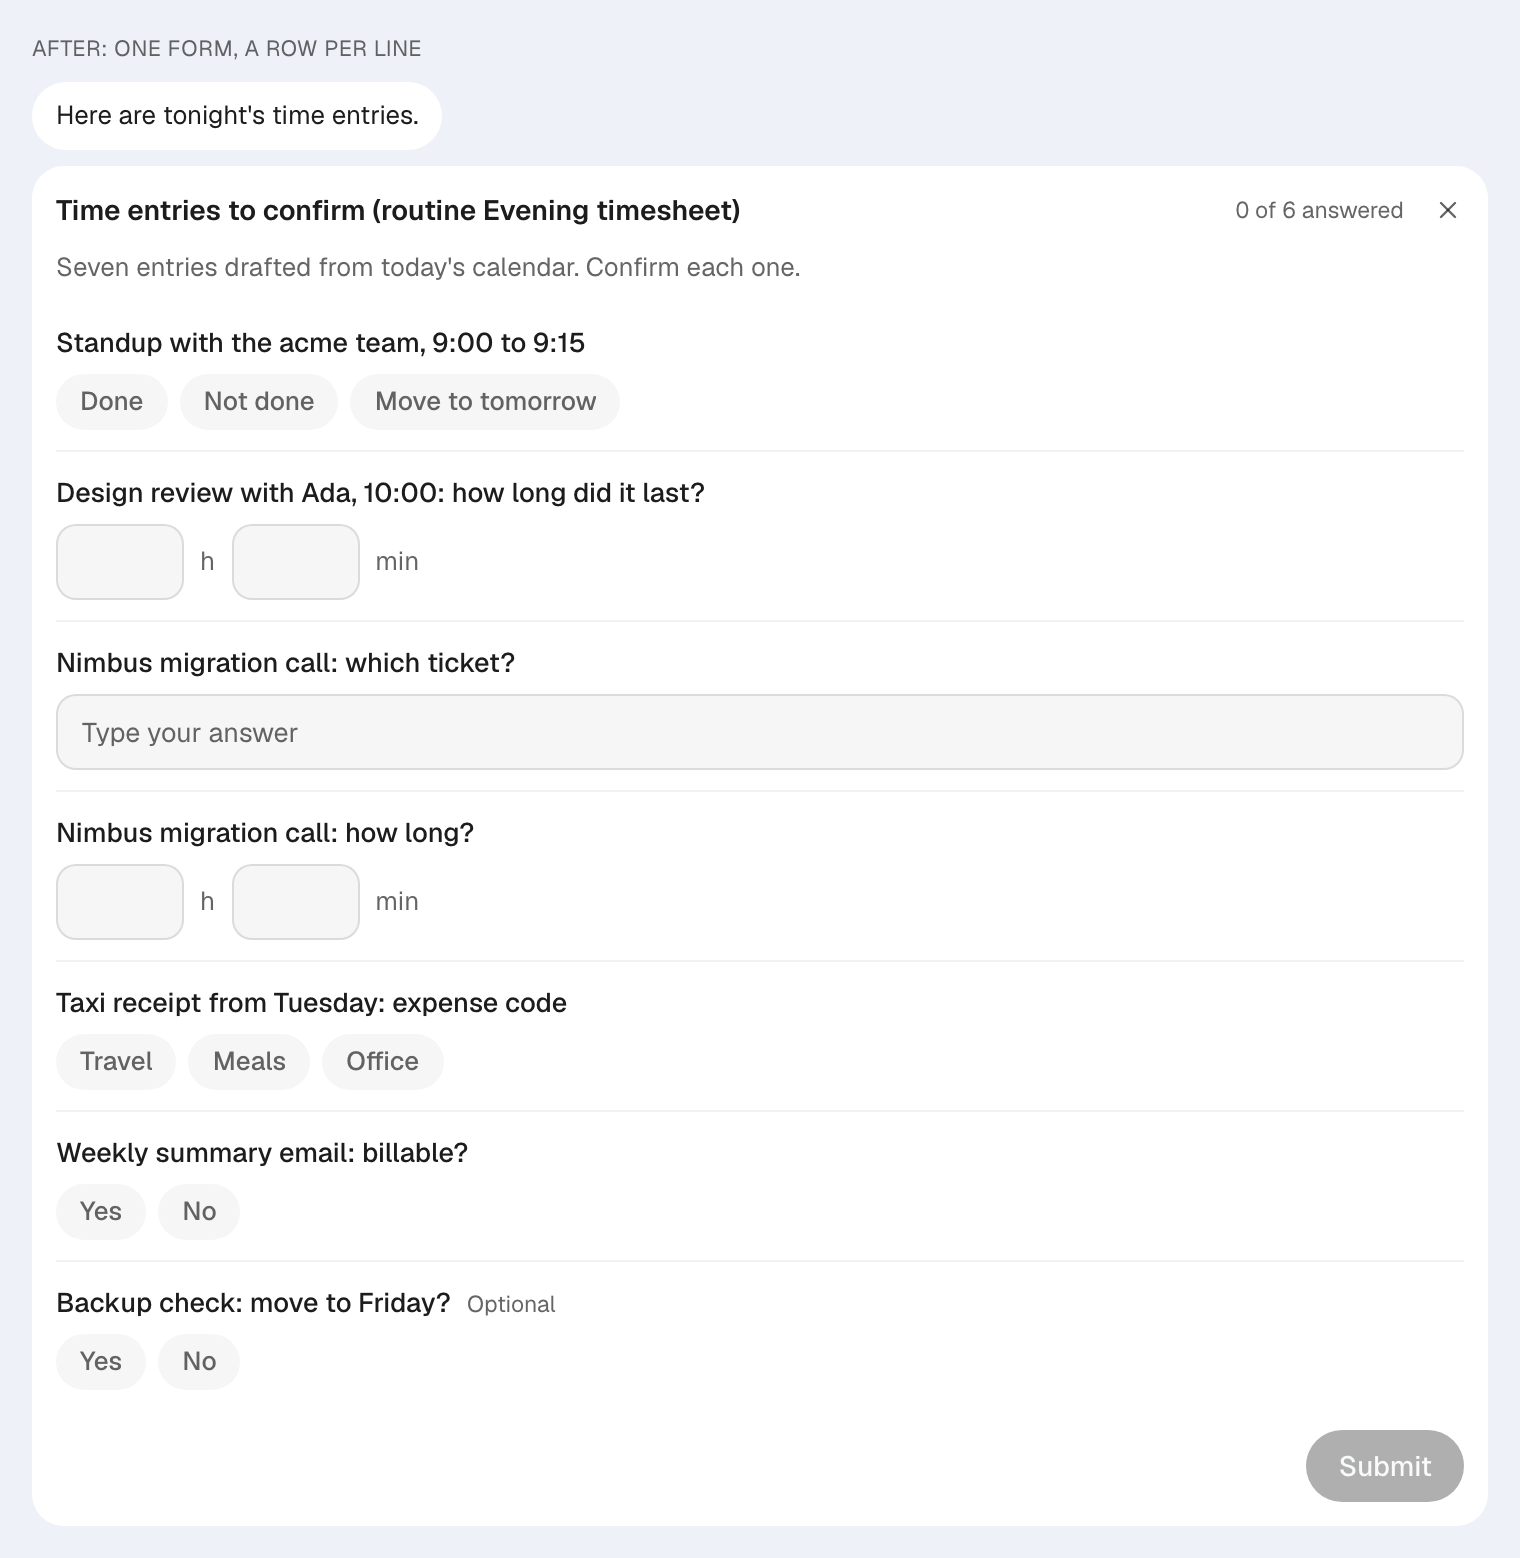 AFTER: ONE FORM, A ROW PER LINE
Here are tonight's time entries.
Time entries to confirm (routine Evening timesheet)
0 of 6 answered
Seven entries drafted from today's calendar. Confirm each one.
Standup with the acme team, 9:00 to 9:15
Done Not done Move to tomorrow
Design review with Ada, 10:00: how long did it last?
h min
Nimbus migration call: which ticket?
Type your answer
Nimbus migration call: how long?
h min
Taxi receipt from Tuesday: expense code
Travel Meals Office
Weekly summary email: billable?
Yes No
Backup check: move to Friday? Optional
Yes No
Submit